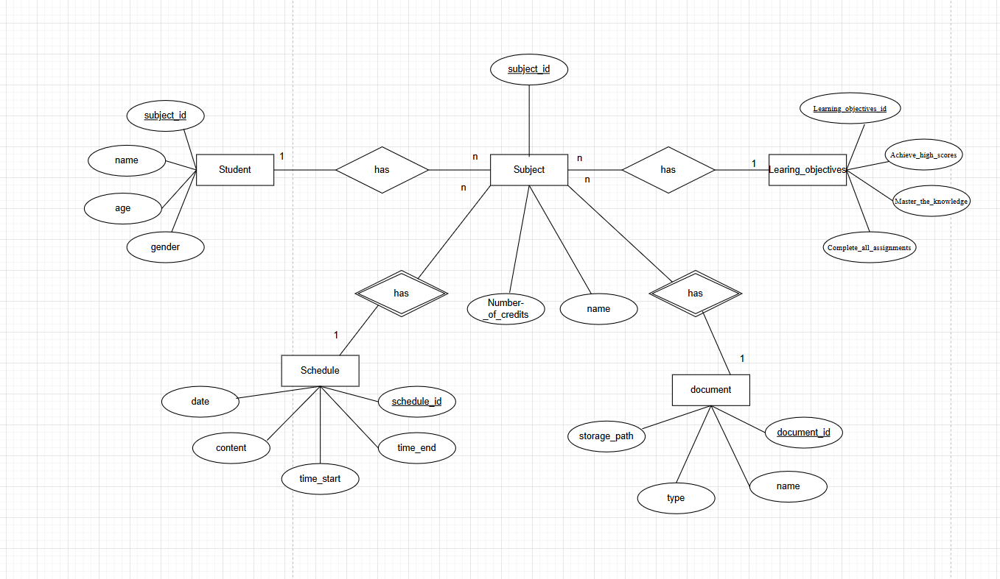 subject_id
subject_id
Learning_objectives_id
name
Achieve_high_scores
1
n
n
1
Student
has
Subject
has
Learing_objectives
n
n
age
Master_the_knowledge
gender
Complete_all_assignments
has
Number-
_of_credits
name
has
1
1
Schedule
document
date
schedule_id
content
time_end
time_start
storage_path
document_id
type
name